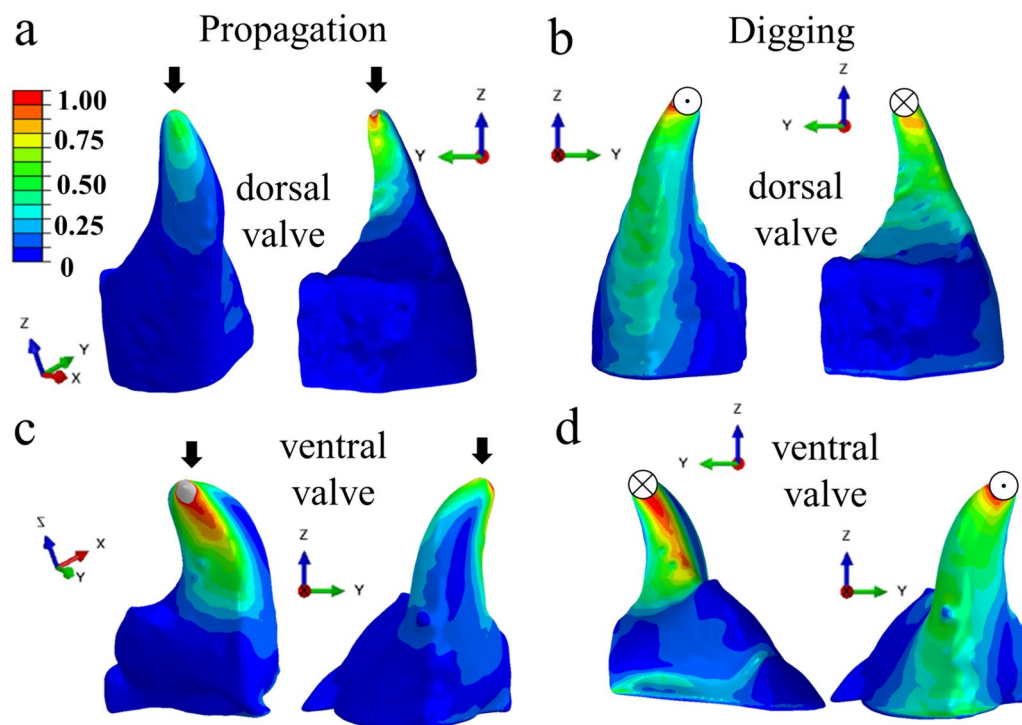 a Propagation b Digging
1.00
0.75
0.50
0.25
0
Z
Y
Z
Y
X
dorsal
valve
Z
X Y
Z
Y
dorsal
valve
c ventral
valve
Z
X
Y
Z
X Y
d ventral
valve
Z
Y
Z
X Y